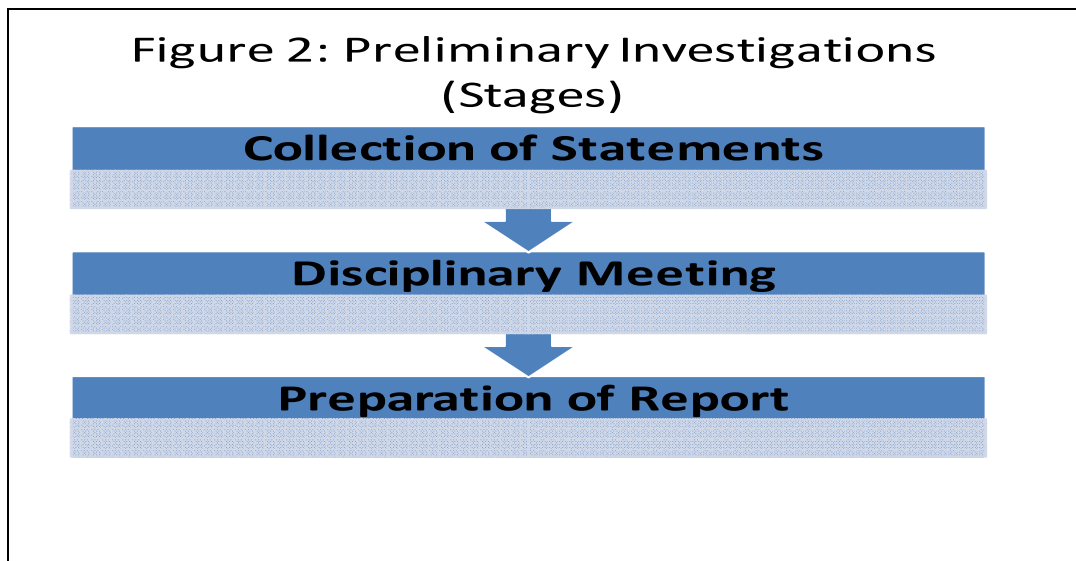 Figure 2: Preliminary Investigations
(Stages)
Collection of Statements
Disciplinary Meeting
Preparation of Report